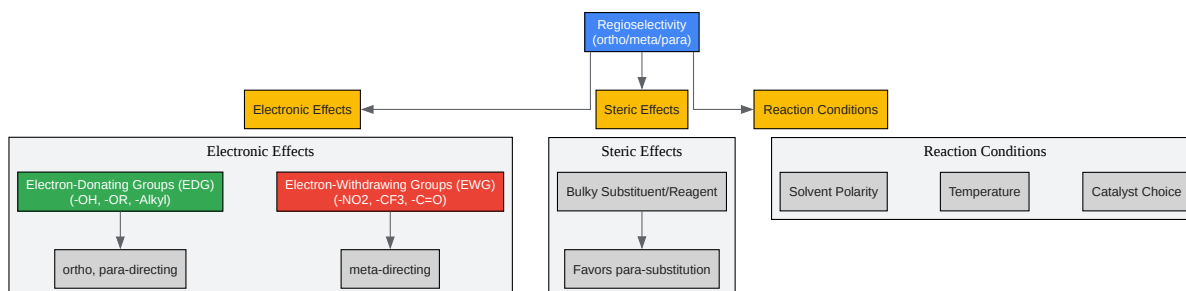 Regioselectivity
(ortho/meta/para)
Electronic Effects
Steric Effects
Reaction Conditions
Electronic Effects
Electron-Donating Groups (EDG)
(-OH, -OR, -Alkyl)
Electron-Withdrawing Groups (EWG)
(-NO2, -CF3, -C=O)
ortho, para-directing
meta-directing
Steric Effects
Bulky Substituent/Reagent
Favors para-substitution
Reaction Conditions
Solvent Polarity
Temperature
Catalyst Choice